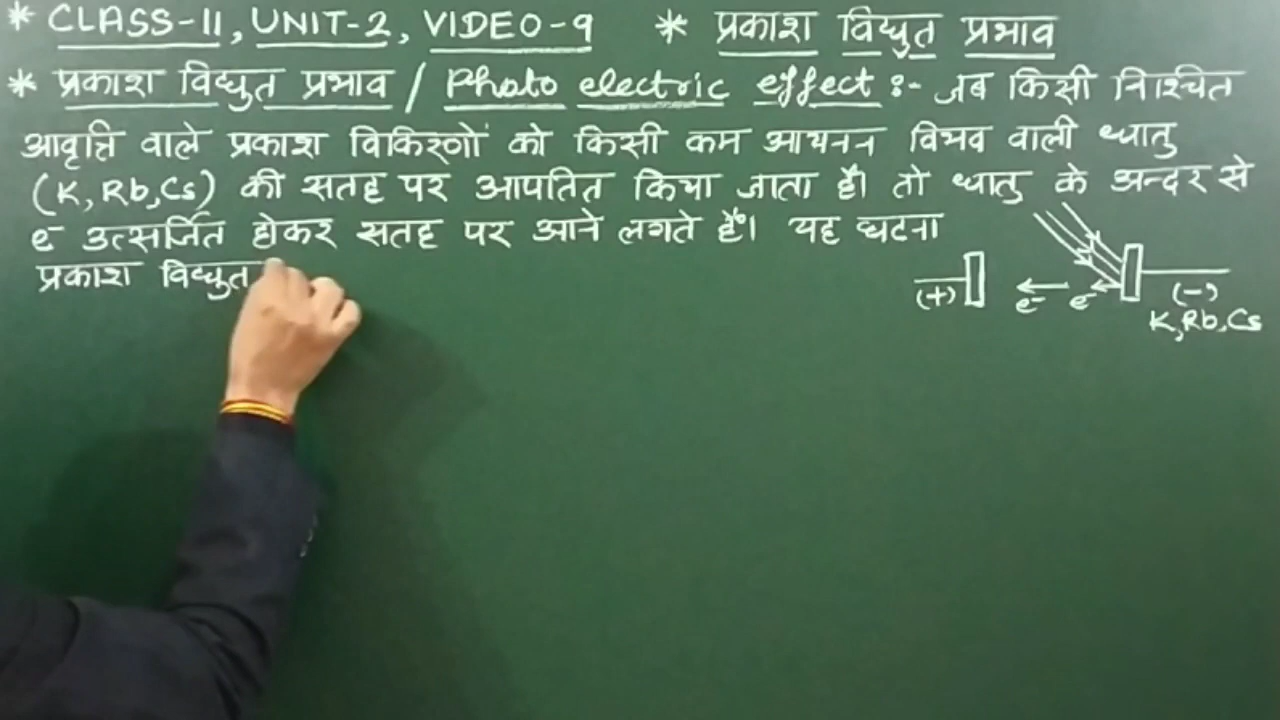 * CLASS-11, UNIT-2, VIDEO-9 * प्रकाश विद्युत प्रभाव
* प्रकाश विद्युत प्रभाव / Photo electric effect :- जब किसी निश्चित
आवृत्ति वाले प्रकाश विकिरणों को किसी कम आयनन विभव वाली धातु
(K, Rb, Cs) की सतह पर आपतित किया जाता है। तो धातु के अन्दर से
e⁻ उत्सर्जित होकर सतह पर आने लगते हैं। यह घटना
प्रकाश विद्युत
(+) e⁻ e⁻ (-)
K, Rb, Cs